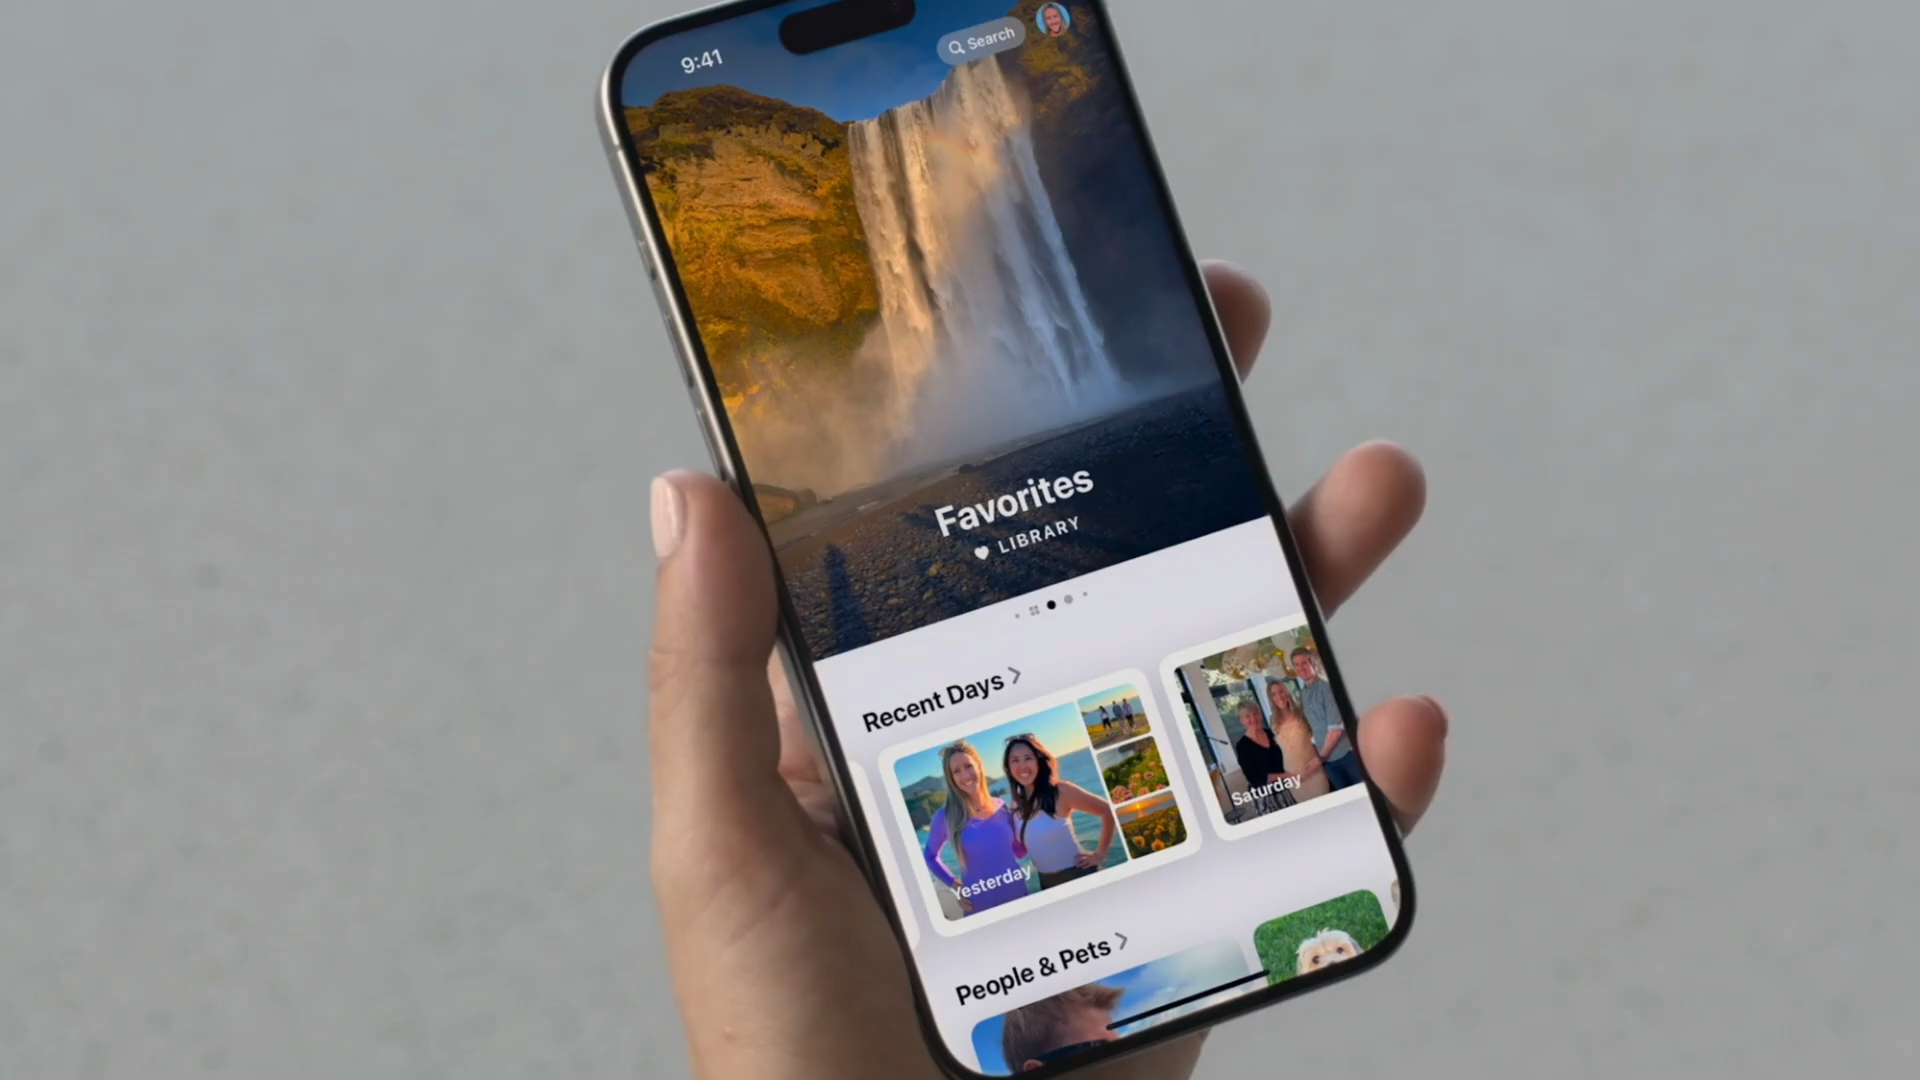 9:41
Search
Favorites
LIBRARY
Recent Days
Yesterday
Saturday
People & Pets